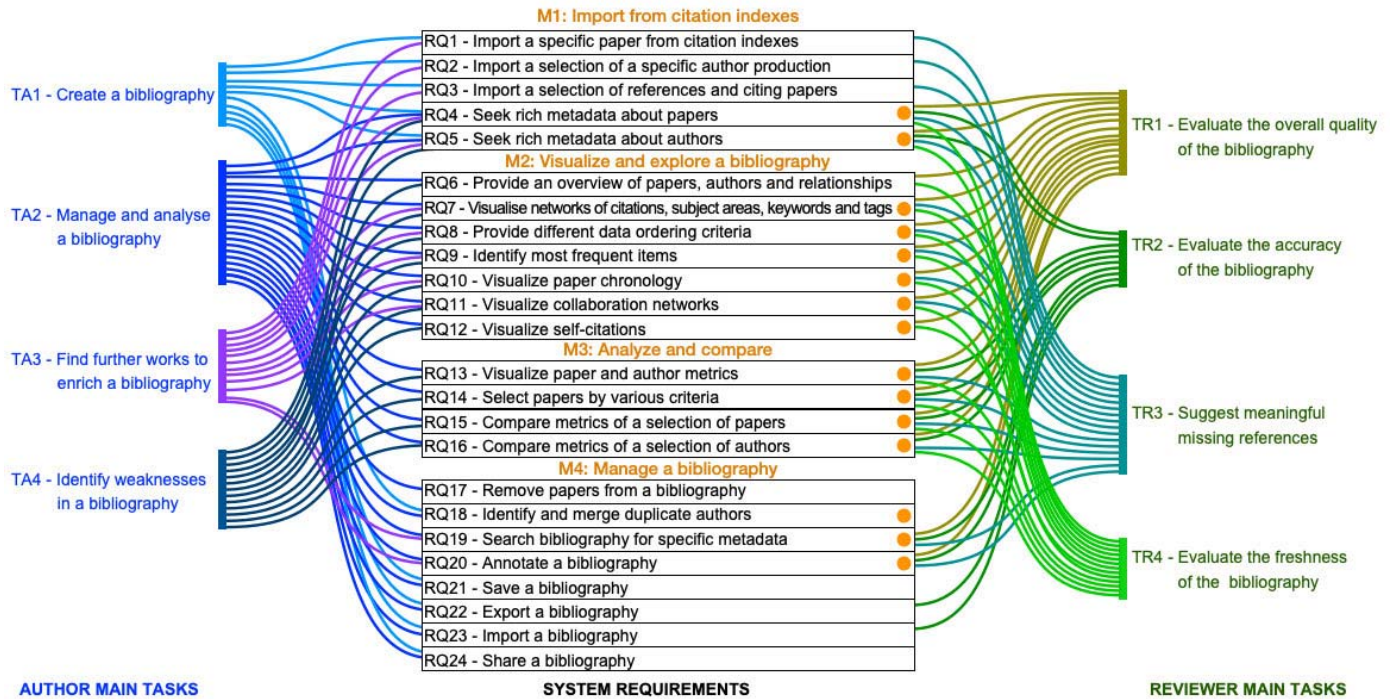 M1: Import from citation indexes
RQ1 - Import a specific paper from citation indexes
RQ2 - Import a selection of a specific author production
RQ3 - Import a selection of references and citing papers
RQ4 - Seek rich metadata about papers
RQ5 - Seek rich metadata about authors
M2: Visualize and explore a bibliography
RQ6 - Provide an overview of papers, authors and relationships
RQ7 - Visualise networks of citations, subject areas, keywords and tags
RQ8 - Provide different data ordering criteria
RQ9 - Identify most frequent items
RQ10 - Visualize paper chronology
RQ11 - Visualize collaboration networks
RQ12 - Visualize self-citations
M3: Analyze and compare
RQ13 - Visualize paper and author metrics
RQ14 - Select papers by various criteria
RQ15 - Compare metrics of a selection of papers
RQ16 - Compare metrics of a selection of authors
M4: Manage a bibliography
RQ17 - Remove papers from a bibliography
RQ18 - Identify and merge duplicate authors
RQ19 - Search bibliography for specific metadata
RQ20 - Annotate a bibliography
RQ21 - Save a bibliography
RQ22 - Export a bibliography
RQ23 - Import a bibliography
RQ24 - Share a bibliography
TA1 - Create a bibliography
TA2 - Manage and analyse
a bibliography
TA3 - Find further works to
enrich a bibliography
TA4 - Identify weaknesses
in a bibliography
TR1 - Evaluate the overall quality
of the bibliography
TR2 - Evaluate the accuracy
of the bibliography
TR3 - Suggest meaningful
missing references
TR4 - Evaluate the freshness
of the bibliography
AUTHOR MAIN TASKS
SYSTEM REQUIREMENTS
REVIEWER MAIN TASKS